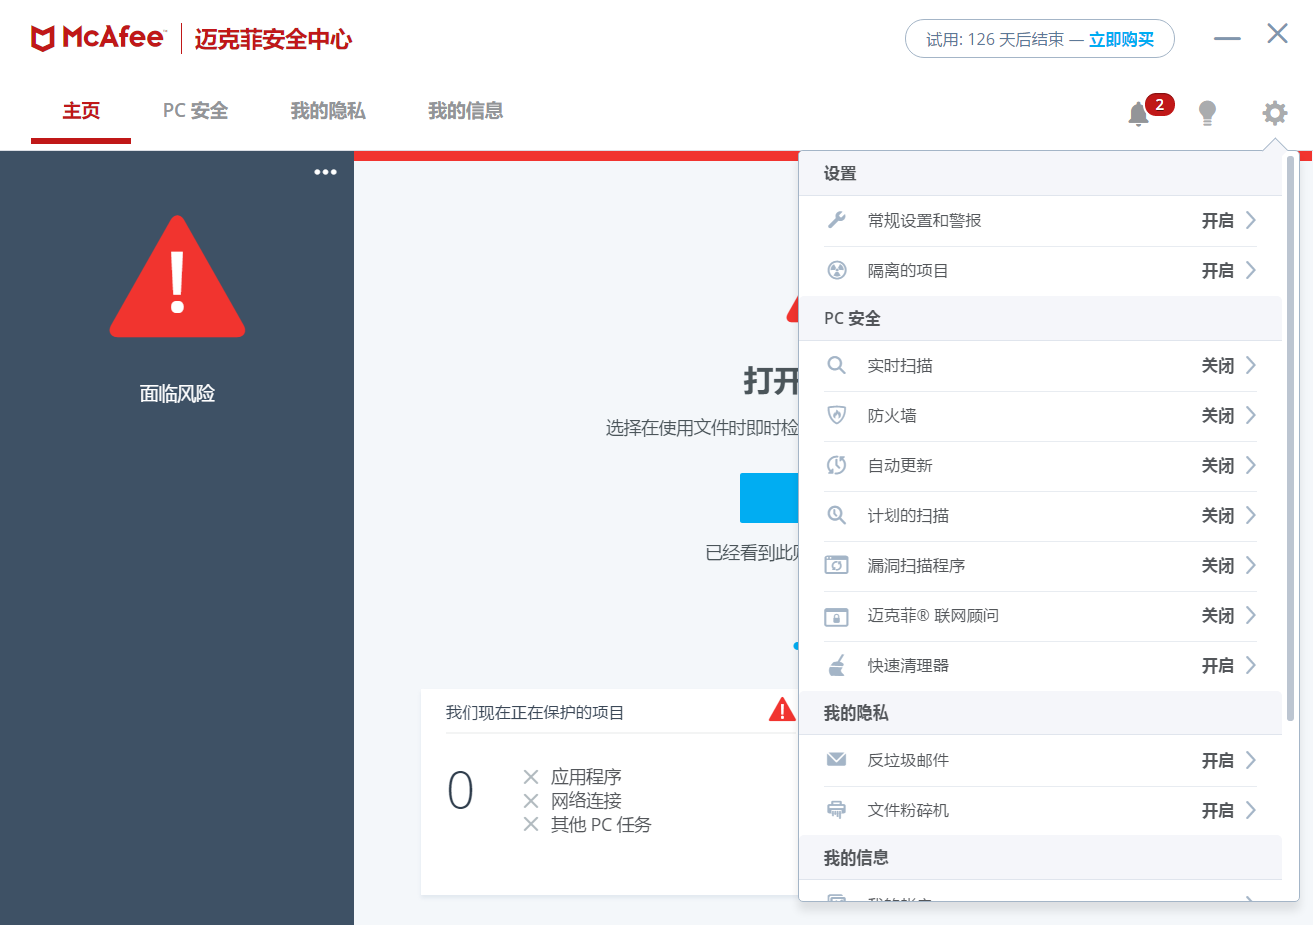 McAfee™ 迈克菲安全中心
试用: 126 天后结束 — 立即购买
主页 PC 安全 我的隐私 我的信息
2
面临风险
打开
选择在使用文件时即时检
已经看到此
我们现在正在保护的项目
0
应用程序
网络连接
其他 PC 任务
设置
常规设置和警报 开启
隔离的项目 开启
PC 安全
实时扫描 关闭
防火墙 关闭
自动更新 关闭
计划的扫描 关闭
漏洞扫描程序 关闭
迈克菲® 联网顾问 关闭
快速清理器 开启
我的隐私
反垃圾邮件 开启
文件粉碎机 开启
我的信息